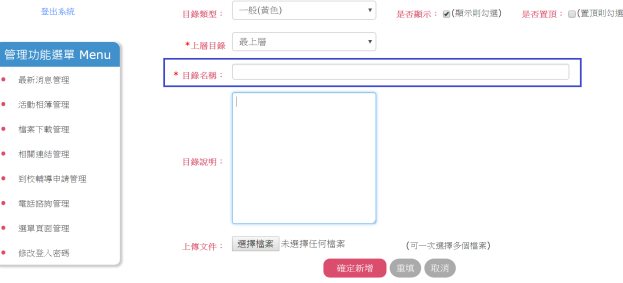 登出系統
管理功能選單 Menu
最新消息管理
活動相簿管理
檔案下載管理
相關連結管理
到校輔導申請管理
電話諮詢管理
選單頁面管理
修改登入密碼
目錄類型： 一般(黃色) 是否顯示： (顯示則勾選) 是否置頂： (置頂則勾選
*上層目錄 最上層
* 目錄名稱：
目錄說明：
上傳文件： 選擇檔案 未選擇任何檔案 (可一次選擇多個檔案)
確定新增 重填 取消